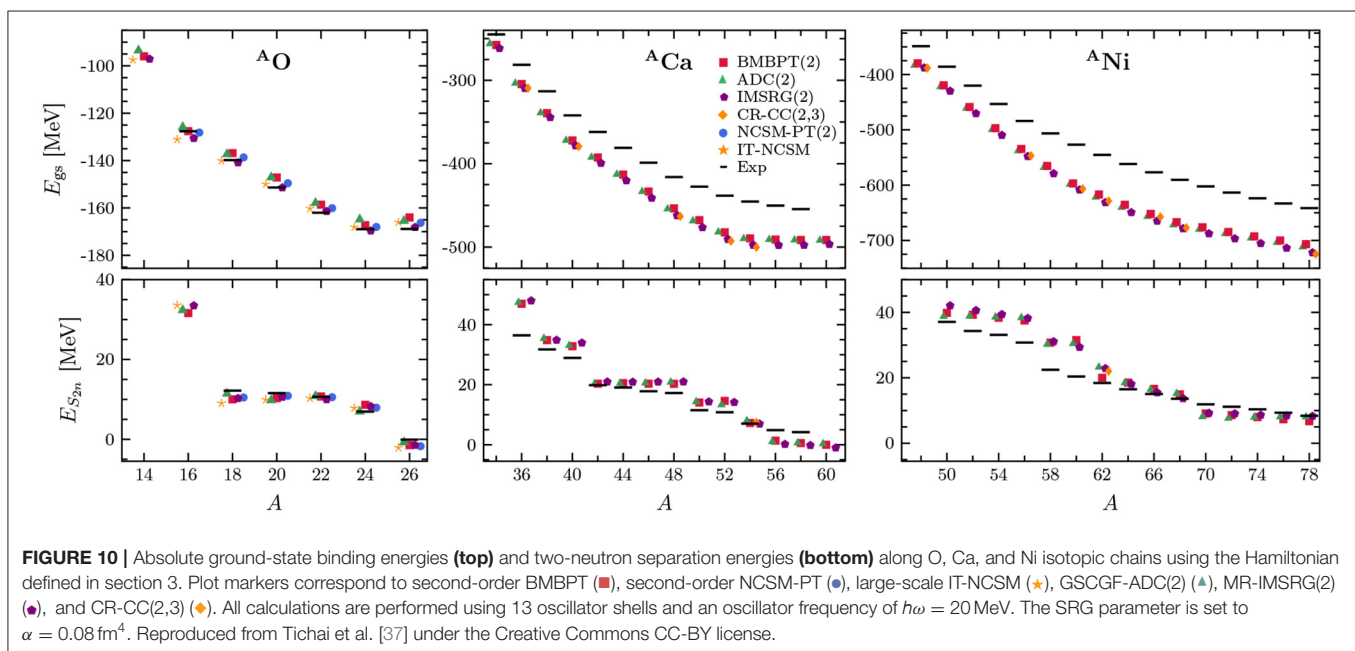 ᴬO
ᴬCa
ᴬNi
BMBPT(2)
ADC(2)
IMSRG(2)
CR-CC(2,3)
NCSM-PT(2)
IT-NCSM
Exp
E_gs [MeV]
-100
-120
-140
-160
-180
-300
-400
-500
-400
-500
-600
-700
E_S₂ₙ [MeV]
40
20
0
40
20
0
40
20
0
14 16 18 20 22 24 26
36 40 44 48 52 56 60
50 54 58 62 66 70 74 78
A
A
A
FIGURE 10 | Absolute ground-state binding energies (top) and two-neutron separation energies (bottom) along O, Ca, and Ni isotopic chains using the Hamiltonian
defined in section 3. Plot markers correspond to second-order BMBPT (■), second-order NCSM-PT (●), large-scale IT-NCSM (★), GSCGF-ADC(2) (▲), MR-IMSRG(2)
(⬟), and CR-CC(2,3) (◆). All calculations are performed using 13 oscillator shells and an oscillator frequency of ħω = 20 MeV. The SRG parameter is set to
α = 0.08 fm⁴. Reproduced from Tichai et al. [37] under the Creative Commons CC-BY license.